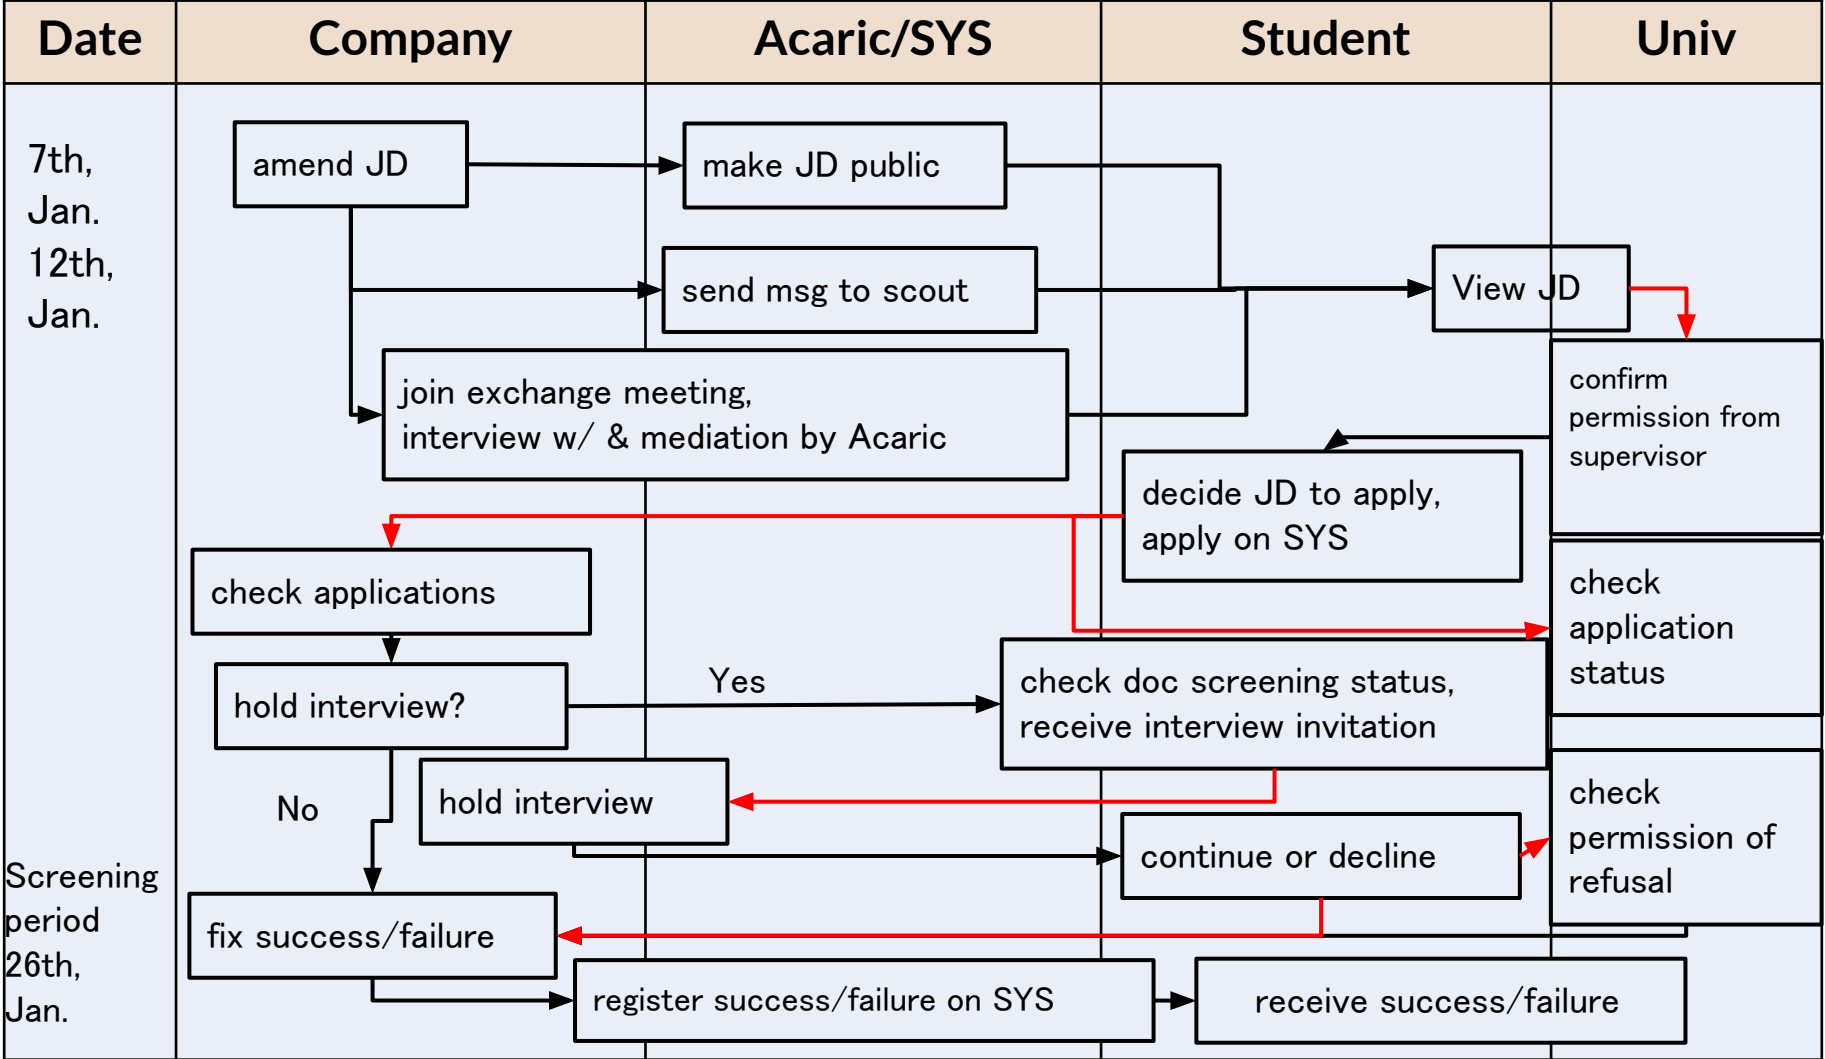 Date
Company
Acaric/SYS
Student
Univ
7th,
Jan.
12th,
Jan.
amend JD
make JD public
send msg to scout
View JD
join exchange meeting,
interview w/ & mediation by Acaric
confirm
permission from
supervisor
decide JD to apply,
apply on SYS
check applications
check
application
status
hold interview?
Yes
check doc screening status,
receive interview invitation
No
hold interview
check
permission of
refusal
continue or decline
Screening
period
26th,
Jan.
fix success/failure
register success/failure on SYS
receive success/failure